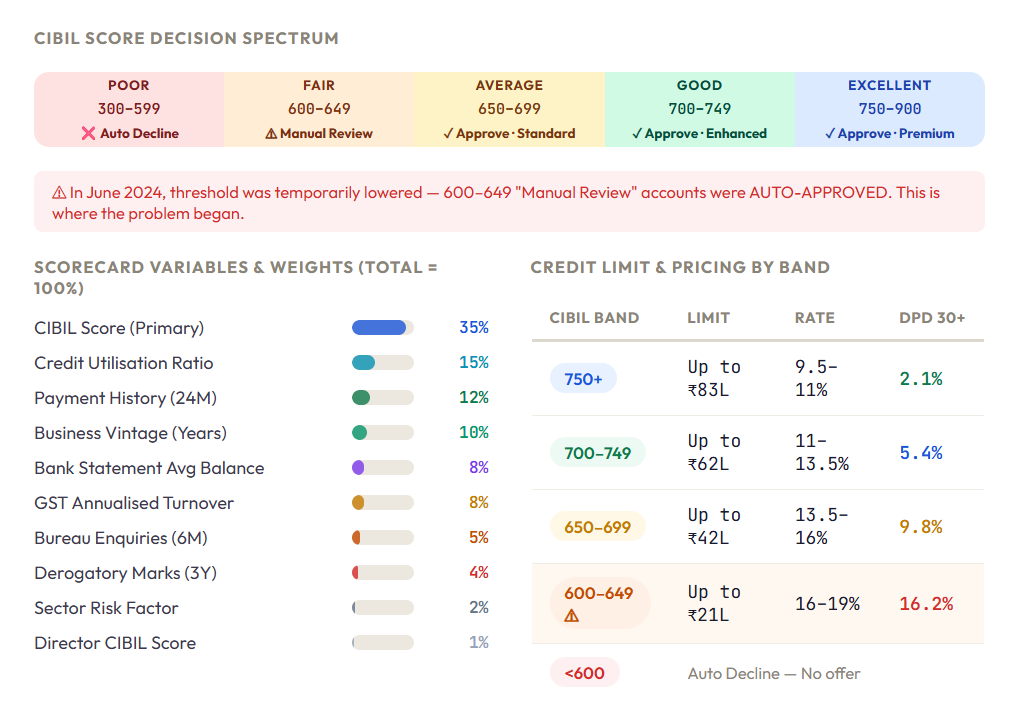 CIBIL SCORE DECISION SPECTRUM
POOR
300–599
❌ Auto Decline
FAIR
600–649
⚠ Manual Review
AVERAGE
650–699
✓ Approve · Standard
GOOD
700–749
✓ Approve · Enhanced
EXCELLENT
750–900
✓ Approve · Premium
⚠ In June 2024, threshold was temporarily lowered — 600–649 "Manual Review" accounts were AUTO-APPROVED. This is
where the problem began.
SCORECARD VARIABLES & WEIGHTS (TOTAL =
100%)
CIBIL Score (Primary) 35%
Credit Utilisation Ratio 15%
Payment History (24M) 12%
Business Vintage (Years) 10%
Bank Statement Avg Balance 8%
GST Annualised Turnover 8%
Bureau Enquiries (6M) 5%
Derogatory Marks (3Y) 4%
Sector Risk Factor 2%
Director CIBIL Score 1%
CREDIT LIMIT & PRICING BY BAND
CIBIL BAND LIMIT RATE DPD 30+
750+ Up to ₹83L 9.5–11% 2.1%
700–749 Up to ₹62L 11–13.5% 5.4%
650–699 Up to ₹42L 13.5–16% 9.8%
600–649 ⚠ Up to ₹21L 16–19% 16.2%
<600 Auto Decline — No offer